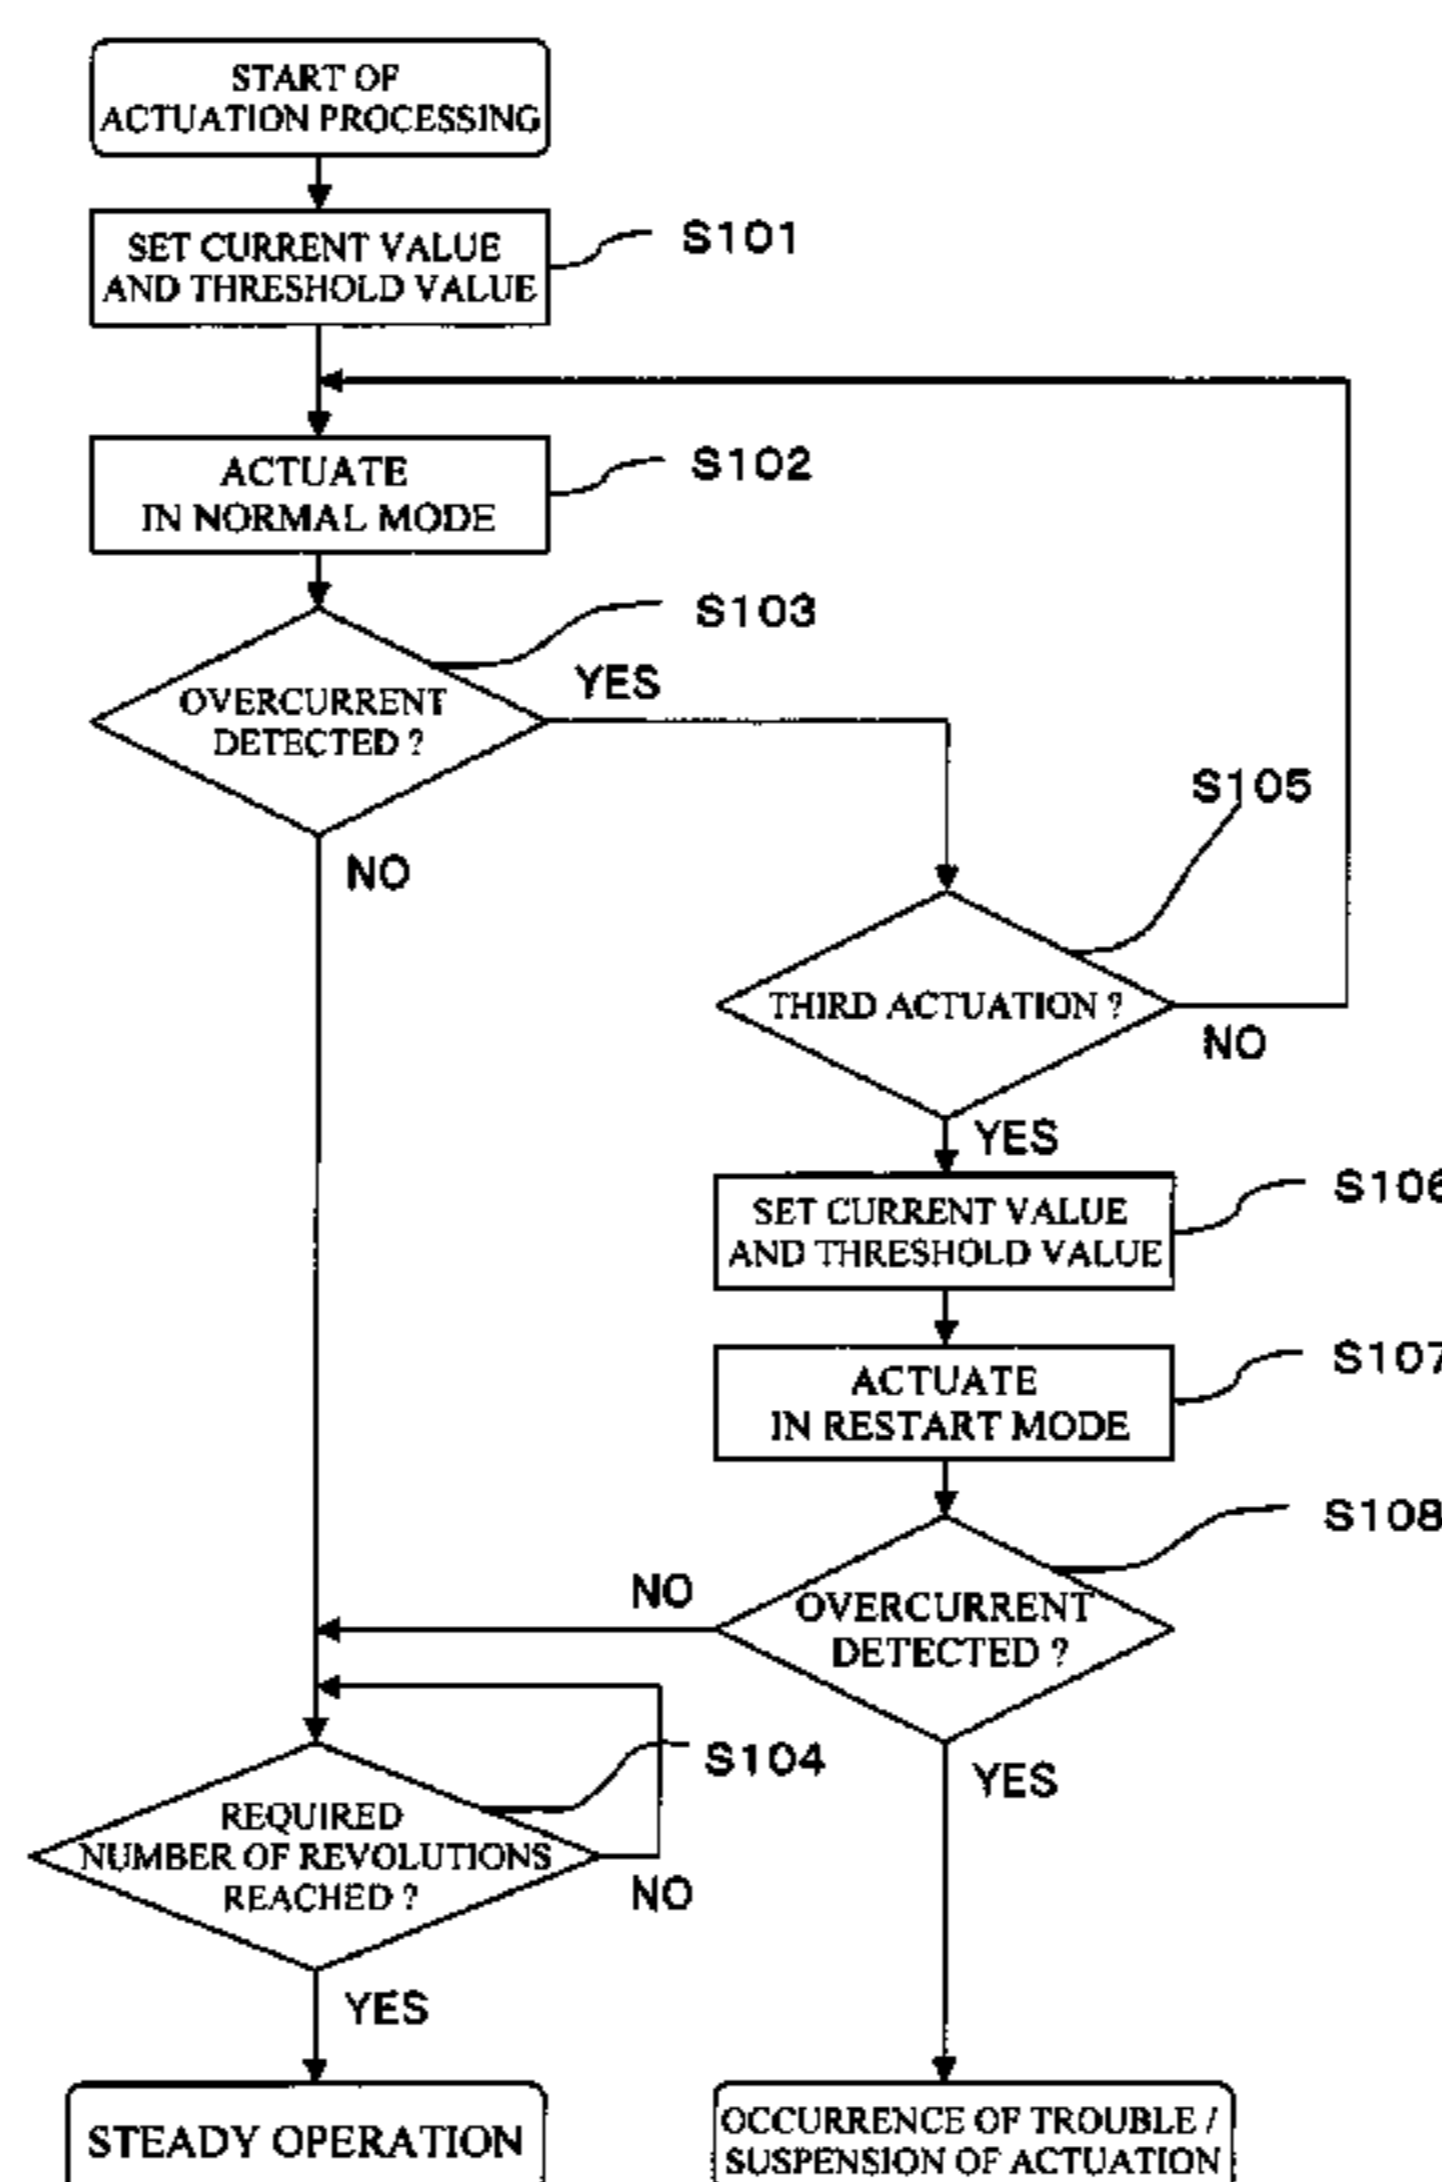 START OF
ACTUATION PROCESSING
SET CURRENT VALUE
AND THRESHOLD VALUE
S101
ACTUATE
IN NORMAL MODE
S102
S103
OVERCURRENT
DETECTED ?
YES
NO
S105
THIRD ACTUATION ?
NO
YES
SET CURRENT VALUE
AND THRESHOLD VALUE
S106
ACTUATE
IN RESTART MODE
S107
S108
OVERCURRENT
DETECTED ?
NO
YES
S104
REQUIRED
NUMBER OF REVOLUTIONS
REACHED ?
NO
YES
STEADY OPERATION
OCCURRENCE OF TROUBLE /
SUSPENSION OF ACTUATION